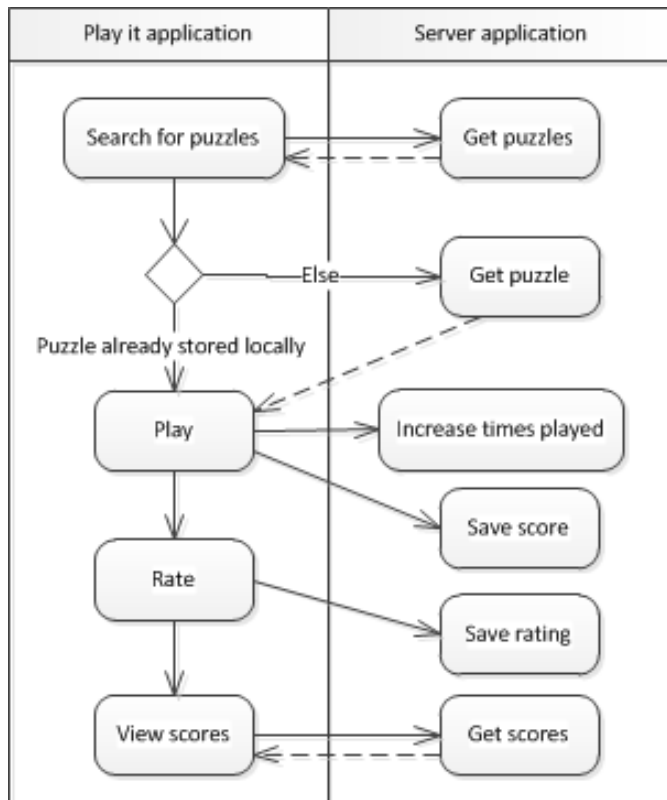 Play it application
Server application
Search for puzzles
Get puzzles
Else
Get puzzle
Puzzle already stored locally
Play
Increase times played
Save score
Rate
Save rating
View scores
Get scores